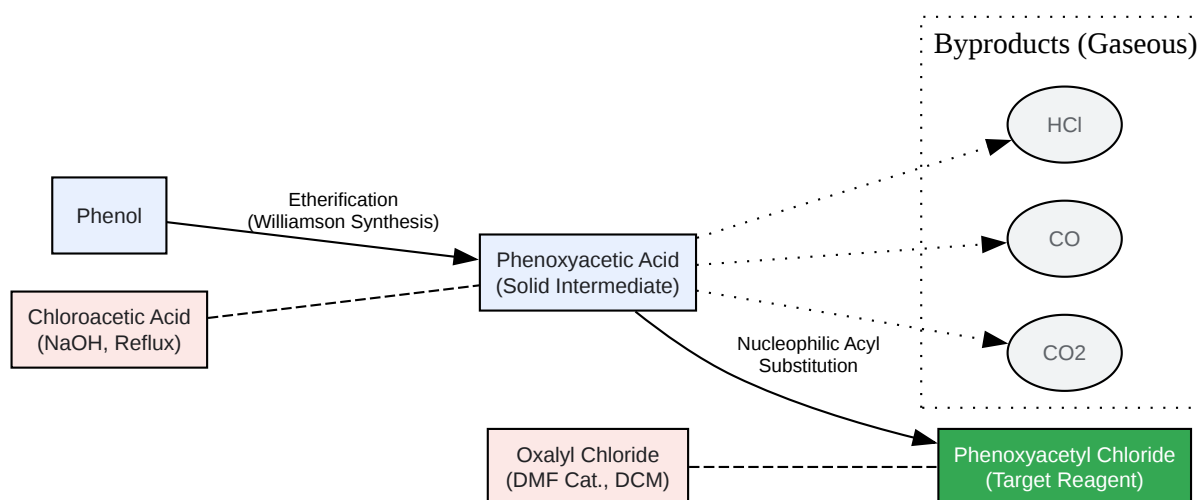 Byproducts (Gaseous)
HCl
Phenol
Etherification
(Williamson Synthesis)
Phenoxyacetic Acid
(Solid Intermediate)
CO
Chloroacetic Acid
(NaOH, Reflux)
Nucleophilic Acyl
Substitution
CO2
Oxalyl Chloride
(DMF Cat., DCM)
Phenoxyacetyl Chloride
(Target Reagent)